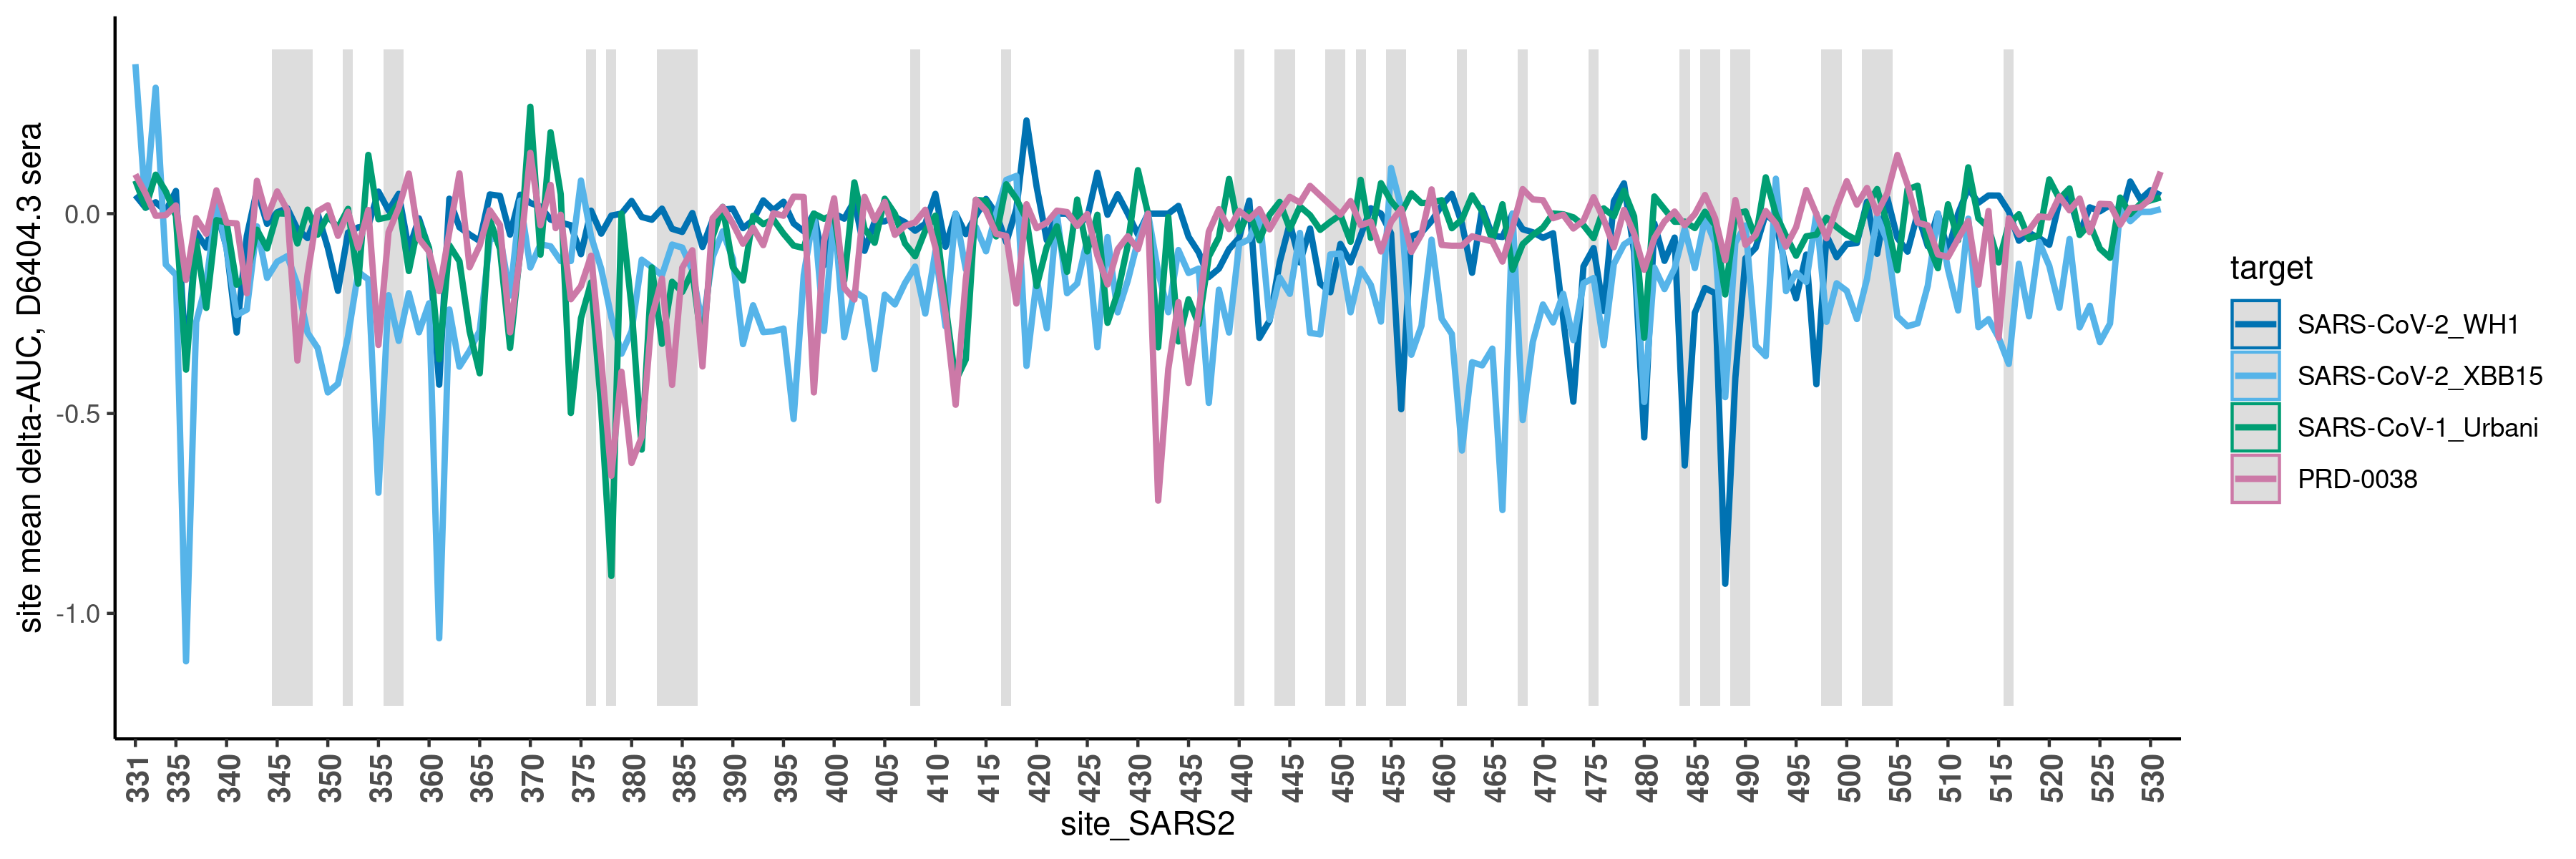 site mean delta-AUC, D6404.3 sera
0.0
-0.5
-1.0
331 335 340 345 350 355 360 365 370 375 380 385 390 395 400 405 410 415 420 425 430 435 440 445 450 455 460 465 470 475 480 485 490 495 500 505 510 515 520 525 530
site_SARS2
target
SARS-CoV-2_WH1
SARS-CoV-2_XBB15
SARS-CoV-1_Urbani
PRD-0038